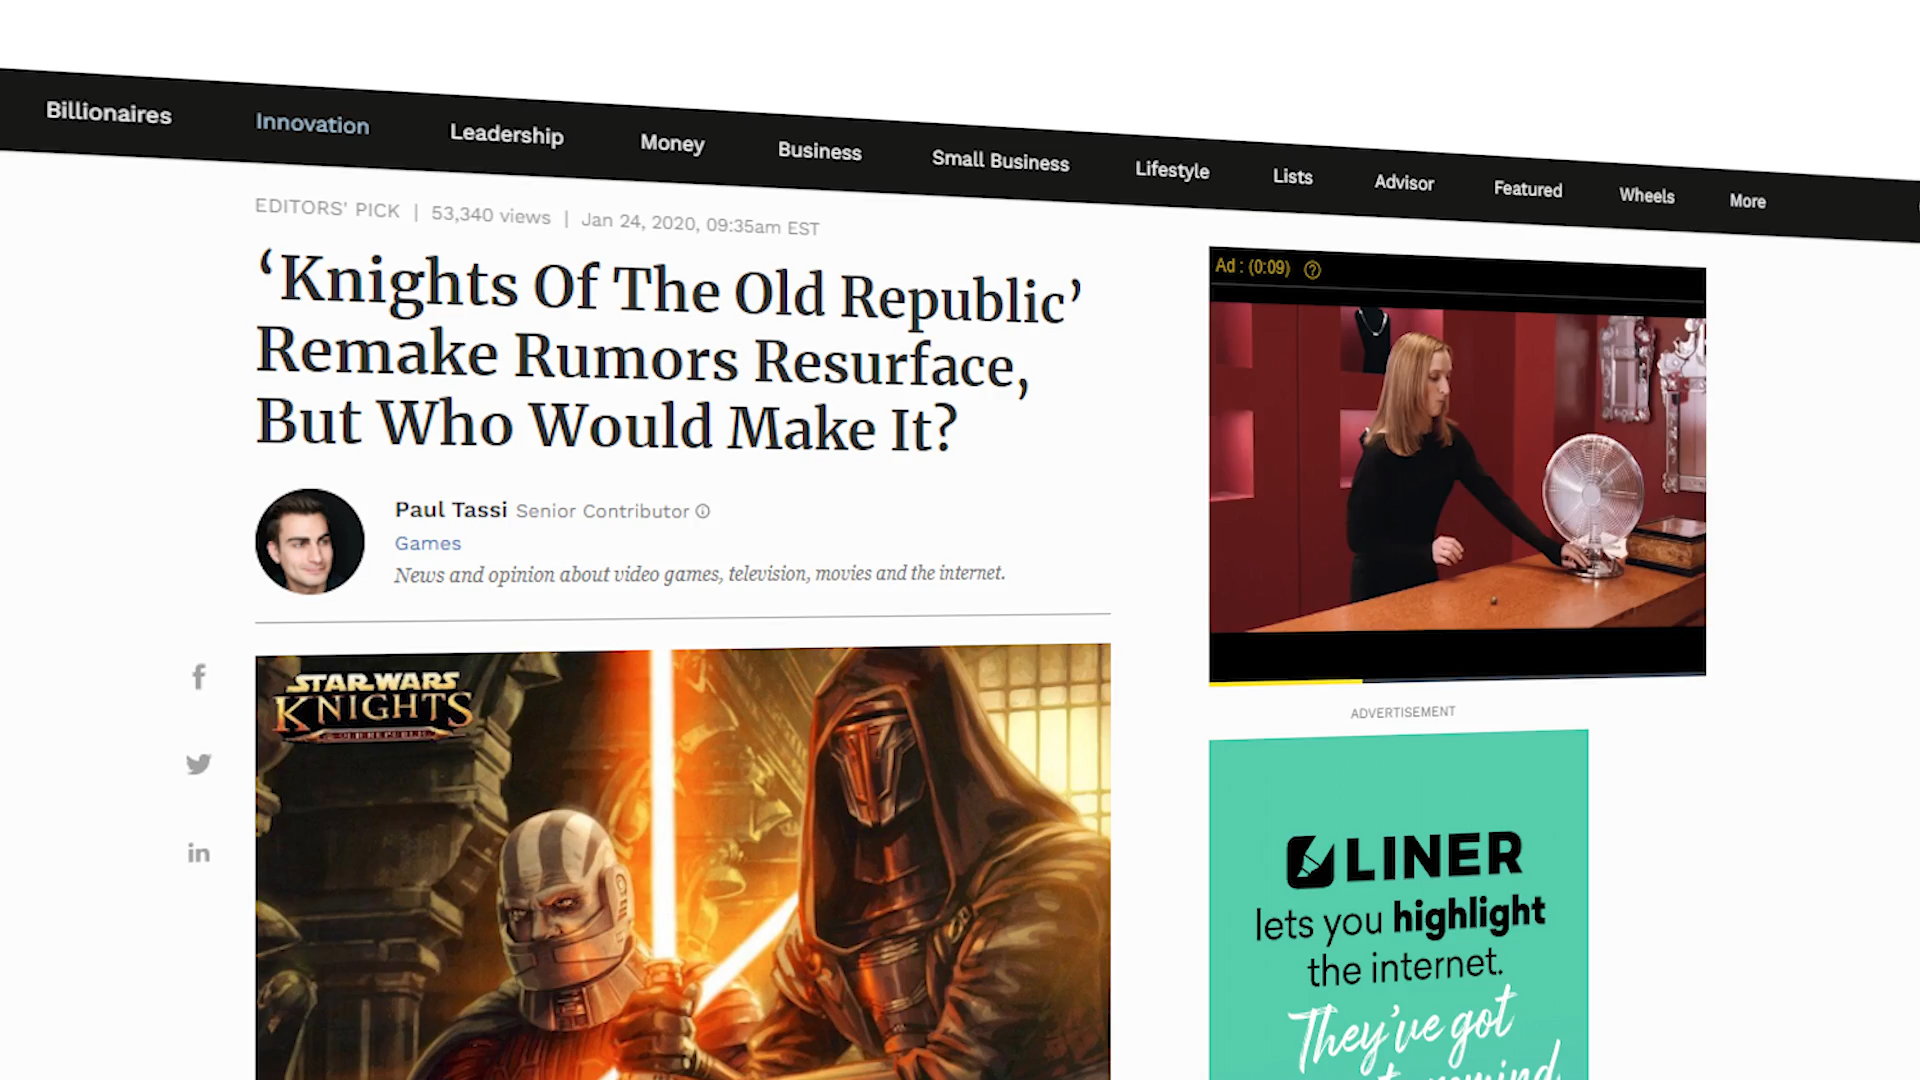 Billionaires Innovation Leadership Money Business Small Business Lifestyle Lists Advisor Featured Wheels More
EDITORS' PICK | 53,340 views | Jan 24, 2020, 09:35am EST
‘Knights Of The Old Republic’
Remake Rumors Resurface,
But Who Would Make It?
Paul Tassi Senior Contributor
Games
News and opinion about video games, television, movies and the internet.
f
in
STAR WARS
KNIGHTS
Ad : (0:09) ?
ADVERTISEMENT
LINER
lets you highlight
the internet.
They've got